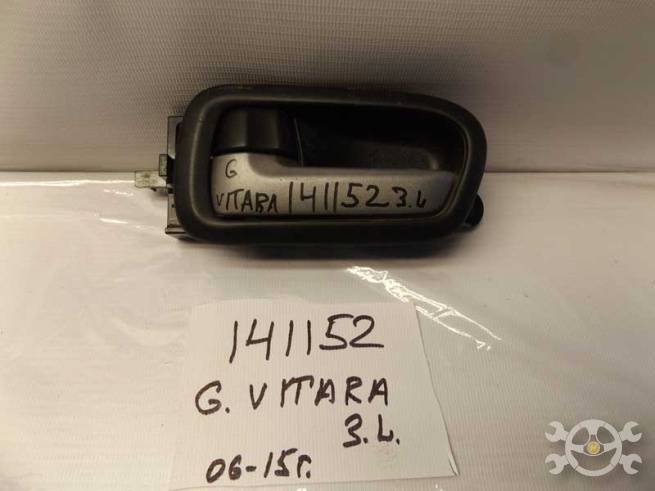 G
VITARA 141152 3.L
141152
G. VITARA
3.L.
06-15г.